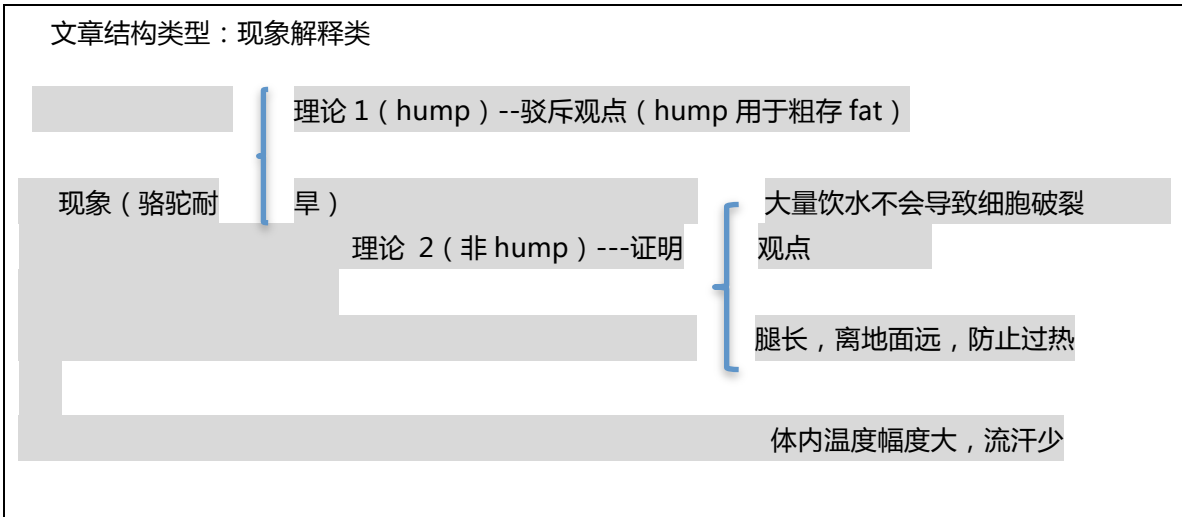 文章结构类型：现象解释类
理论 1（hump）--驳斥观点（hump 用于粗存 fat）
现象（骆驼耐 旱） 大量饮水不会导致细胞破裂
理论 2（非 hump）---证明 观点
腿长，离地面远，防止过热
体内温度幅度大，流汗少